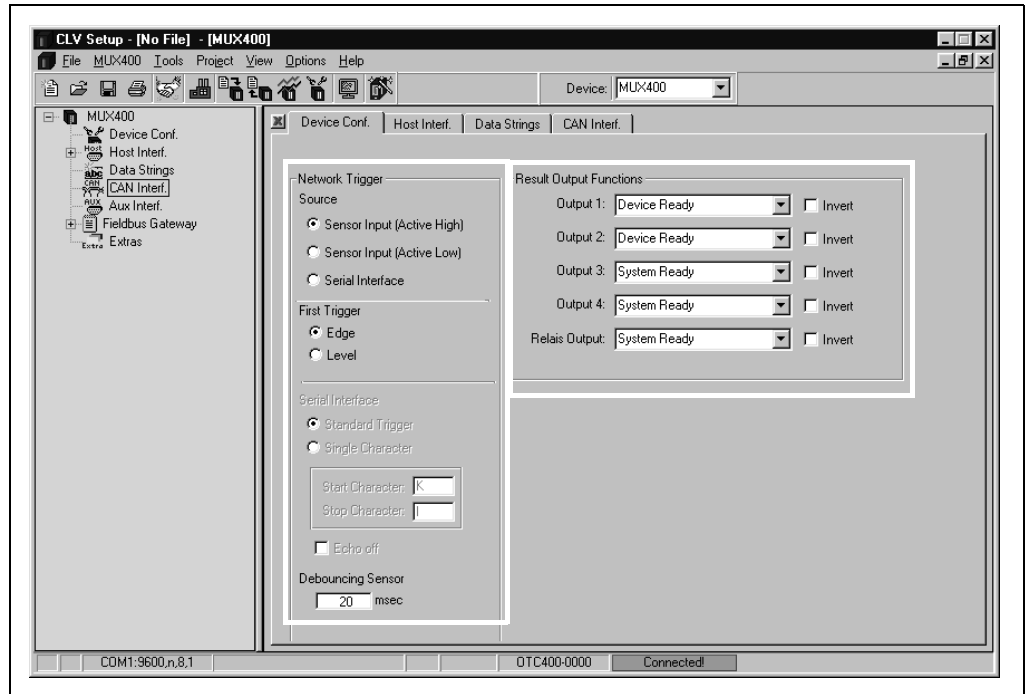 CLV Setup - [No File] - [MUX400]
File MUX400 Tools Project View Options Help
Device: MUX400
MUX400
Device Conf.
Host Host Interf.
abc Data Strings
CAN CAN Interf.
AUX Aux Interf.
Fieldbus Gateway
Extra Extras
Device Conf. Host Interf. Data Strings CAN Interf.
Network Trigger
Source
Sensor Input (Active High)
Sensor Input (Active Low)
Serial Interface
First Trigger
Edge
Level
Serial Interface
Standard Trigger
Single Character
Start Character: K
Stop Character: I
Echo off
Debouncing Sensor
20 msec
Result Output Functions
Output 1: Device Ready Invert
Output 2: Device Ready Invert
Output 3: System Ready Invert
Output 4: System Ready Invert
Relais Output: System Ready Invert
COM1:9600,n,8,1 OTC400-0000 Connected!